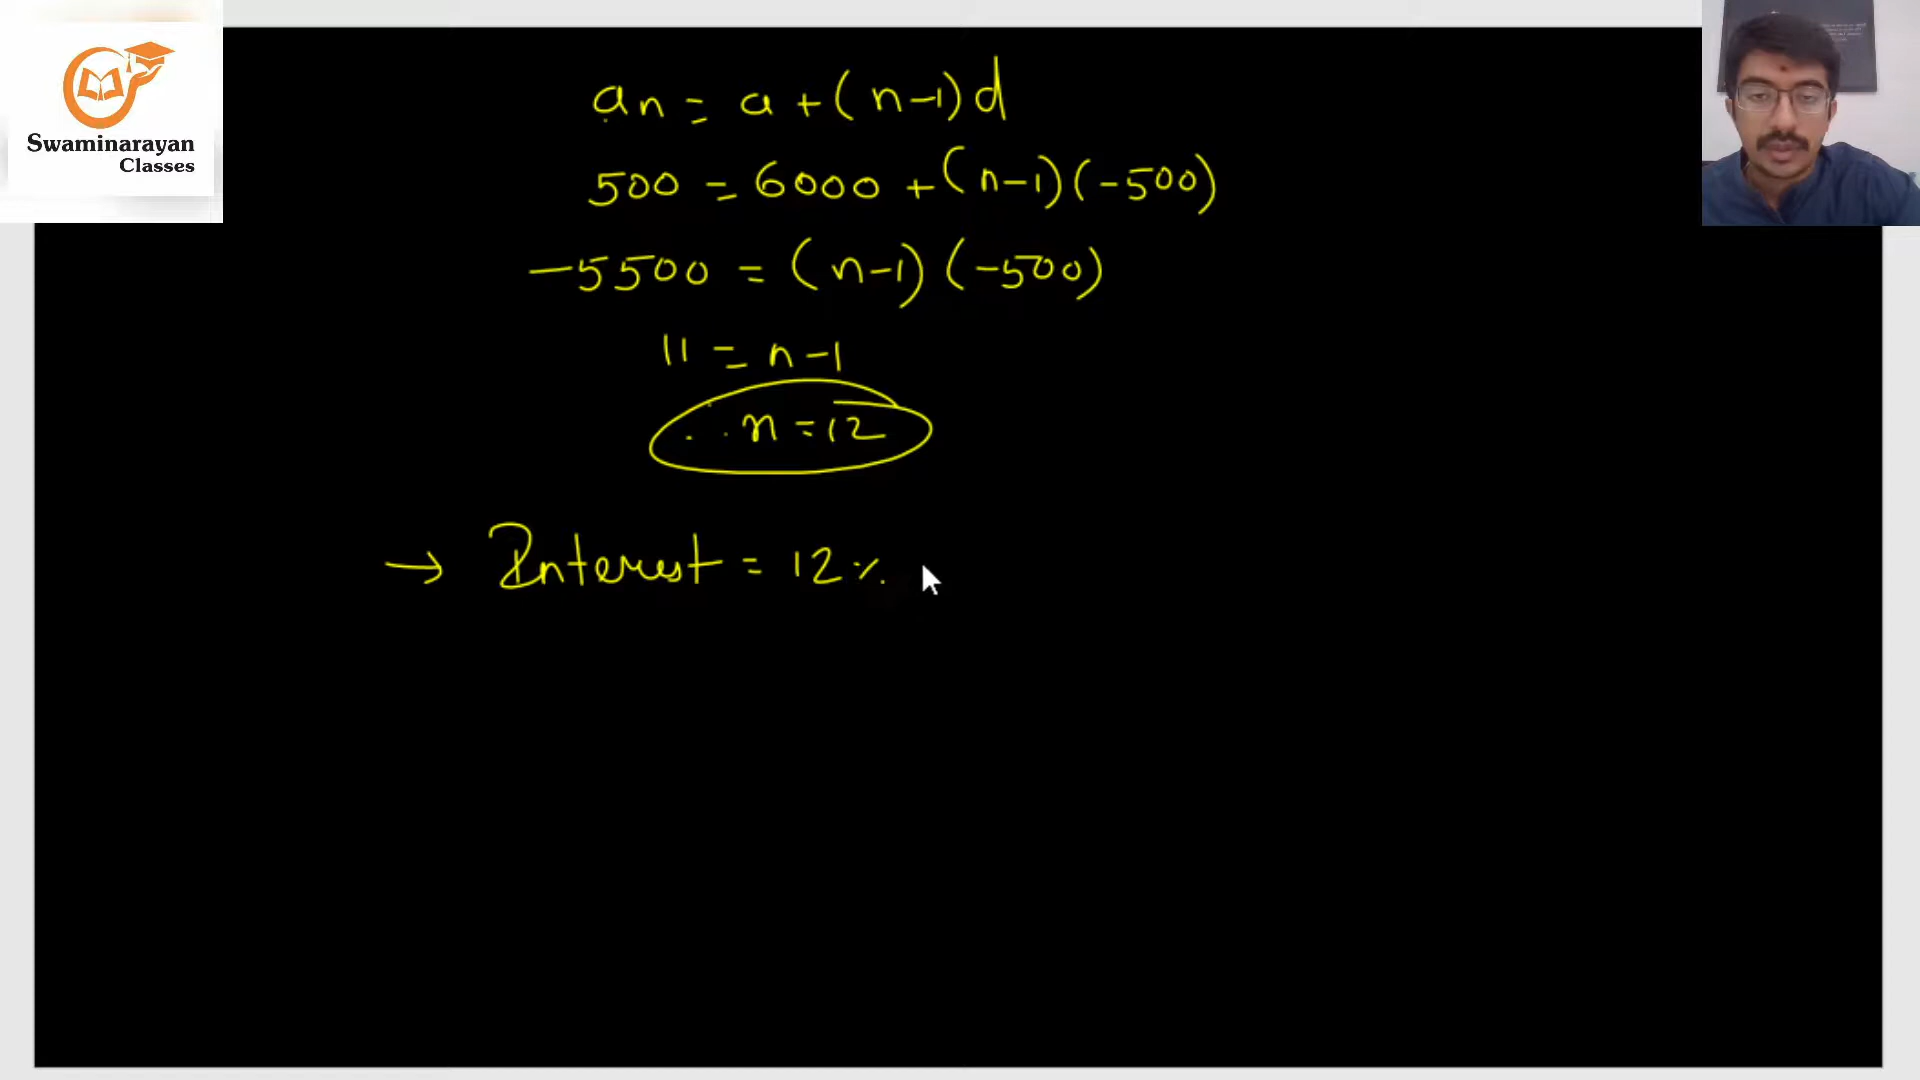 Swaminarayan
Classes
an = a + (n-1) d
500 = 6000 + (n-1) (-500)
-5500 = (n-1) (-500)
11 = n-1
∴ n = 12
→ Interest = 12%